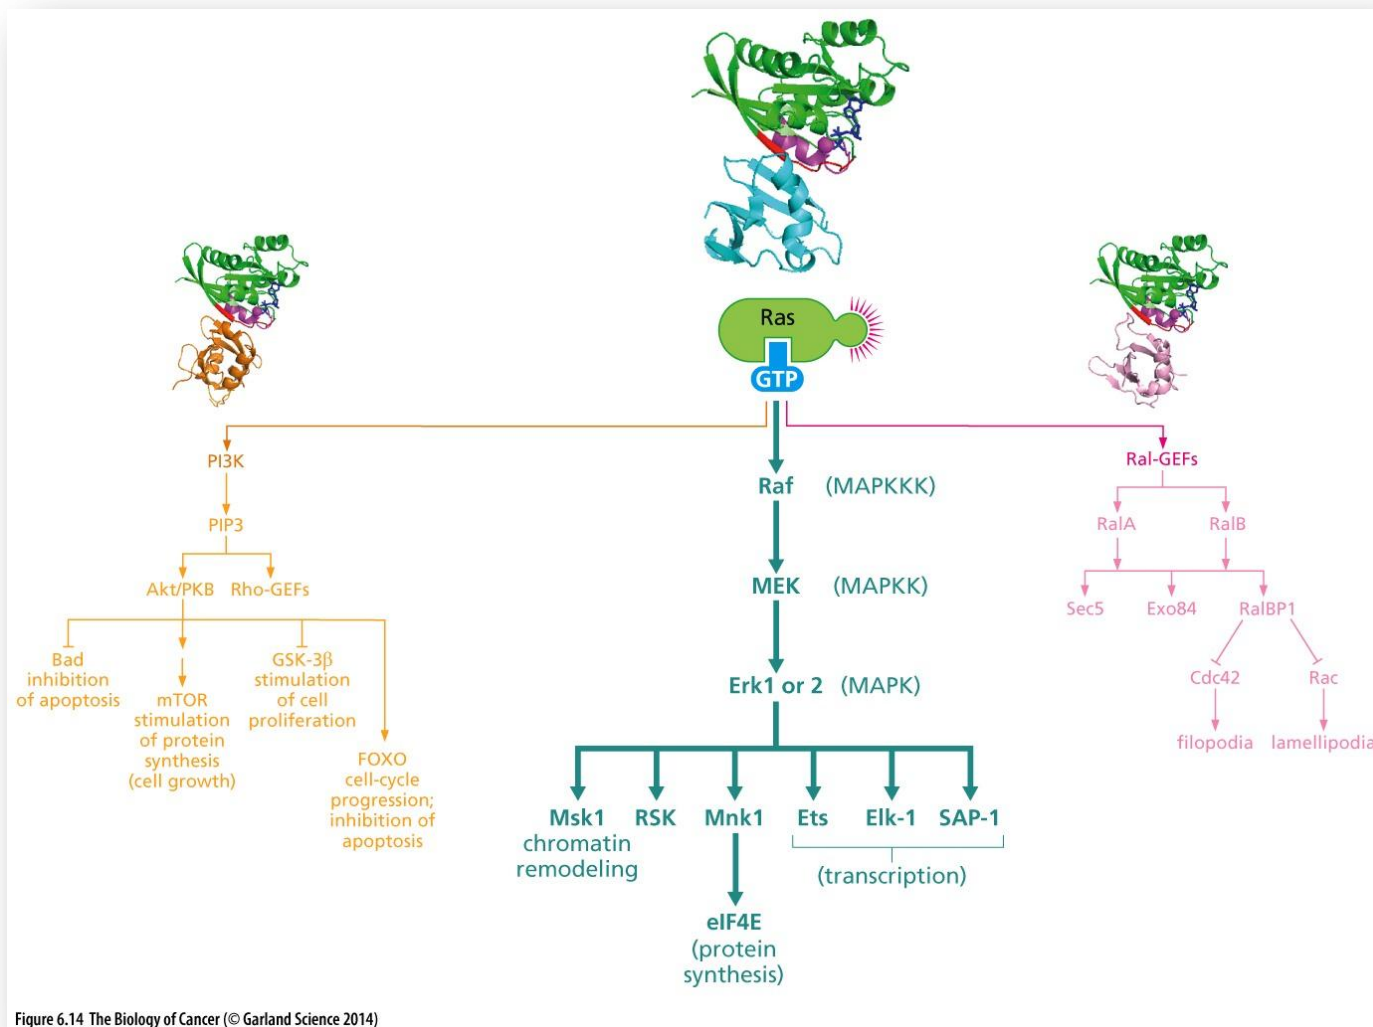 Ras
GTP
PI3K
PIP3
Akt/PKB
Rho-GEFs
Bad
inhibition
of apoptosis
mTOR
stimulation
of protein
synthesis
(cell growth)
GSK-3β
stimulation
of cell
proliferation
FOXO
cell-cycle
progression;
inhibition of
apoptosis
Raf (MAPKKK)
MEK (MAPKK)
Erk1 or 2 (MAPK)
Msk1
chromatin
remodeling
RSK
Mnk1
eIF4E
(protein
synthesis)
Ets
Elk-1
SAP-1
(transcription)
Ral-GEFs
RalA
RalB
Sec5
Exo84
RalBP1
Cdc42
Rac
filopodia
lamellipodia
Figure 6.14 The Biology of Cancer (© Garland Science 2014)